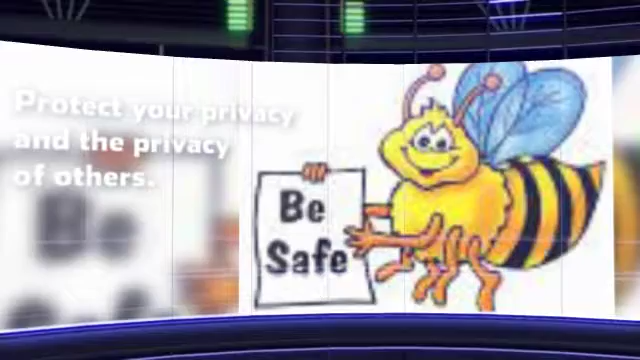 Protect your privacy
and the privacy
of others.
Be
Safe